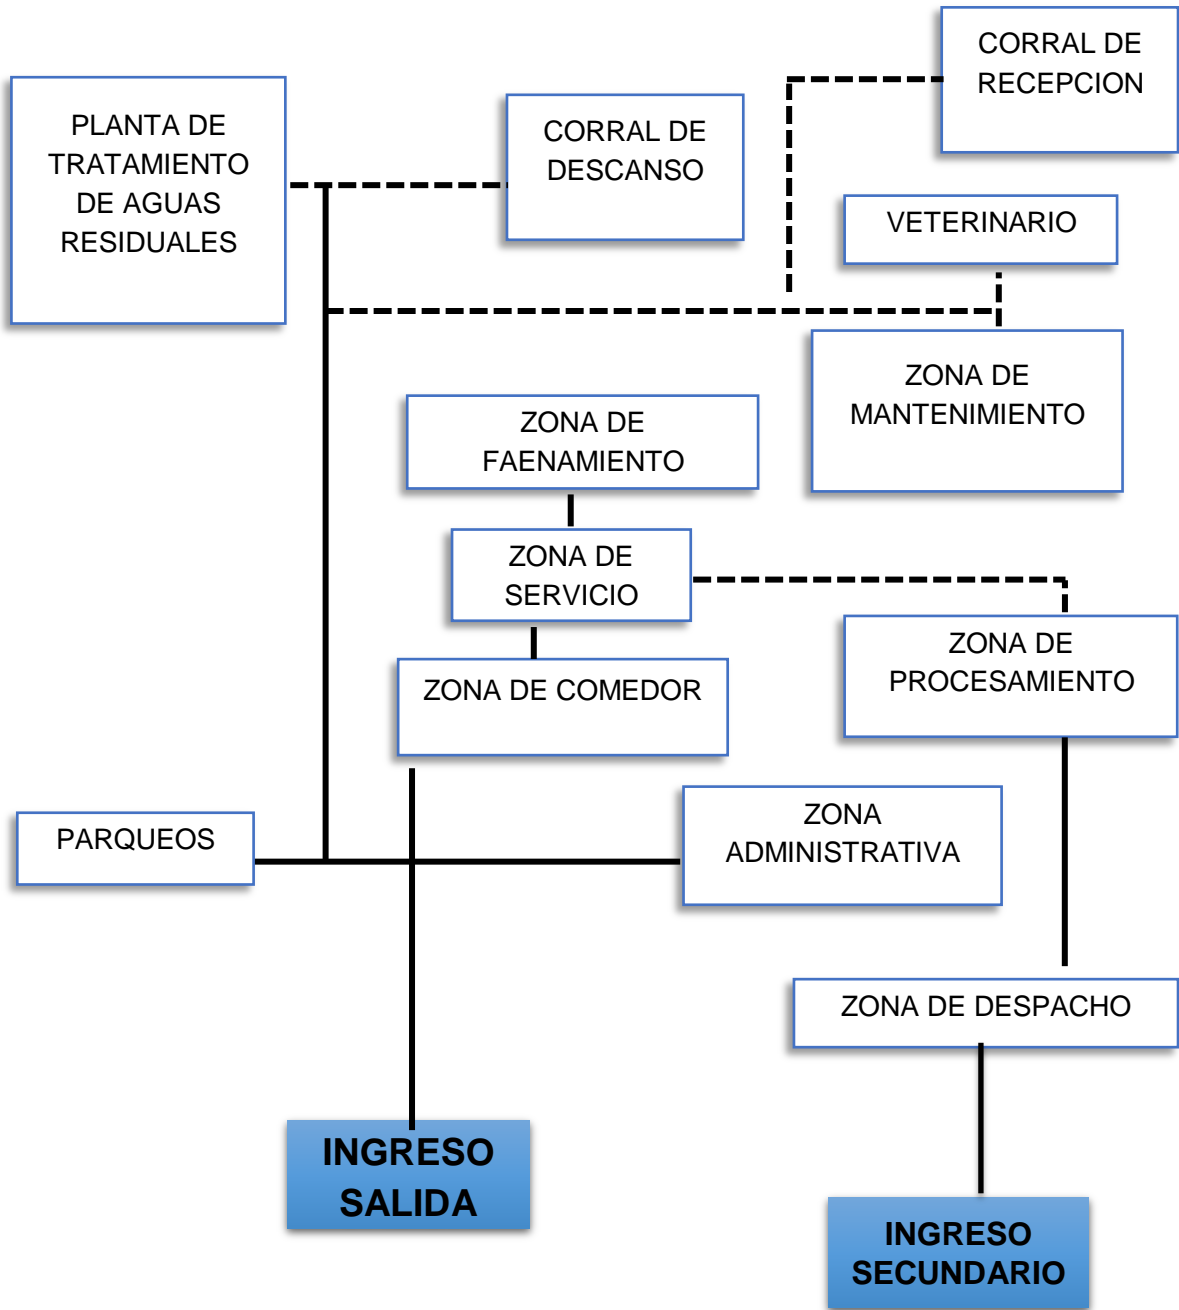 CORRAL DE
RECEPCION
PLANTA DE
TRATAMIENTO
DE AGUAS
RESIDUALES
CORRAL DE
DESCANSO
VETERINARIO
ZONA DE
MANTENIMIENTO
ZONA DE
FAENAMIENTO
ZONA DE
SERVICIO
ZONA DE
PROCESAMIENTO
ZONA DE COMEDOR
PARQUEOS
ZONA
ADMINISTRATIVA
ZONA DE DESPACHO
INGRESO
SALIDA
INGRESO
SECUNDARIO